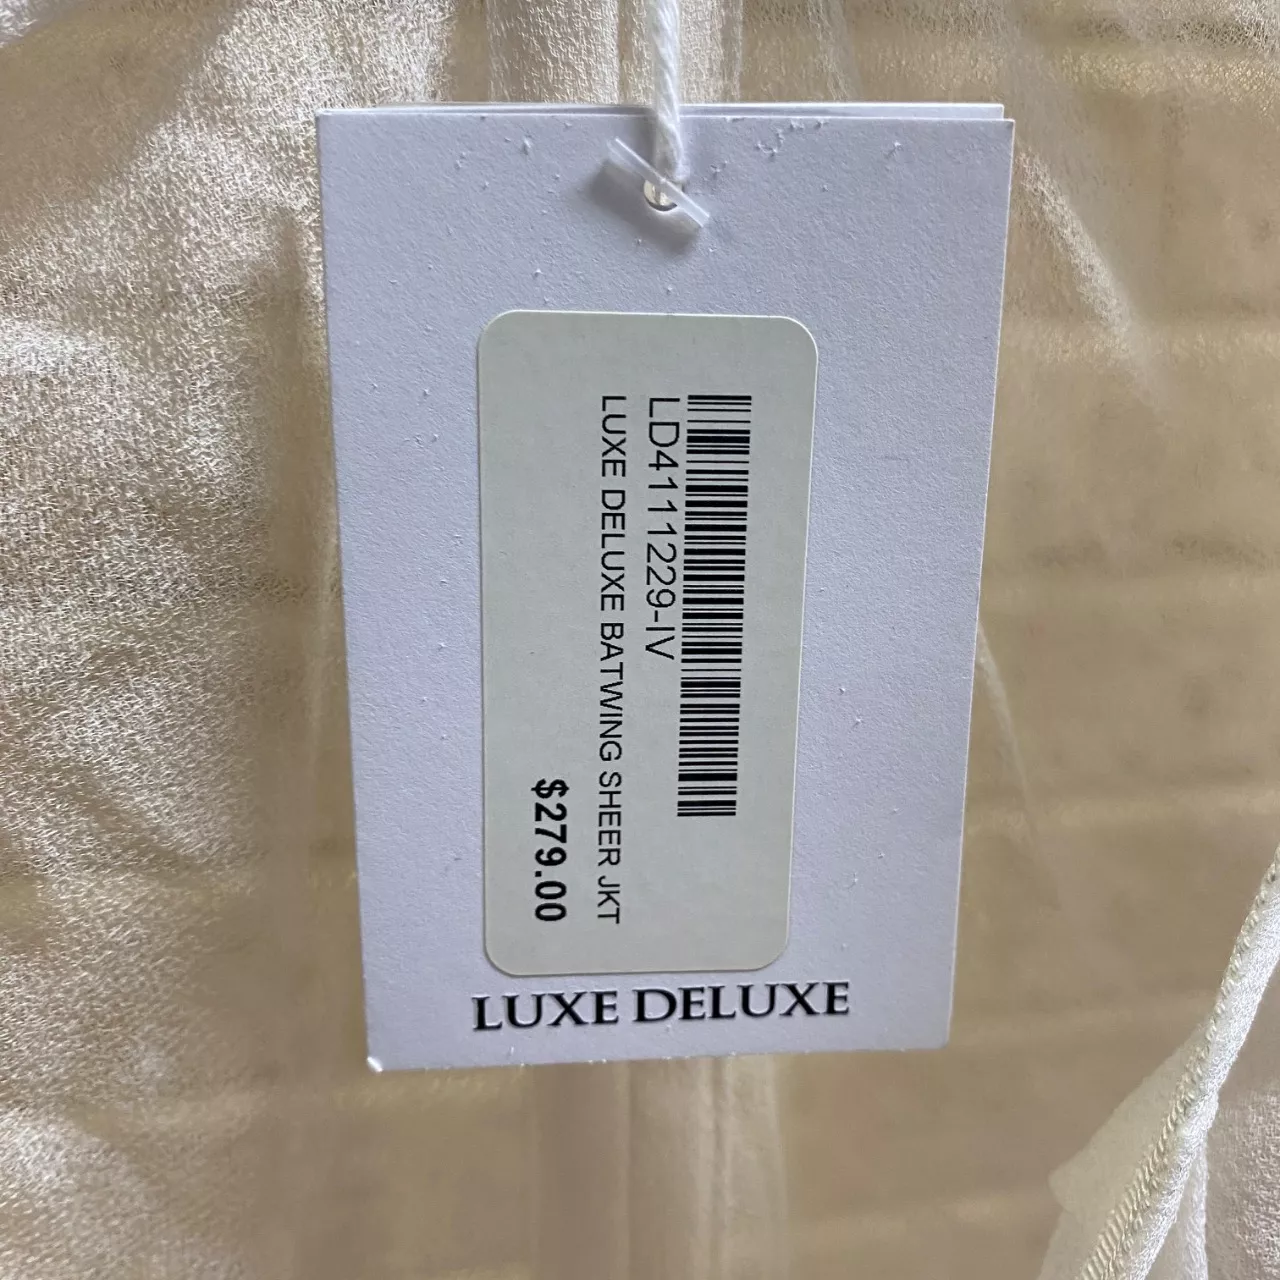 LD4111229-IV
LUXE DELUXE BATWING SHEER JKT
$279.00
LUXE DELUXE